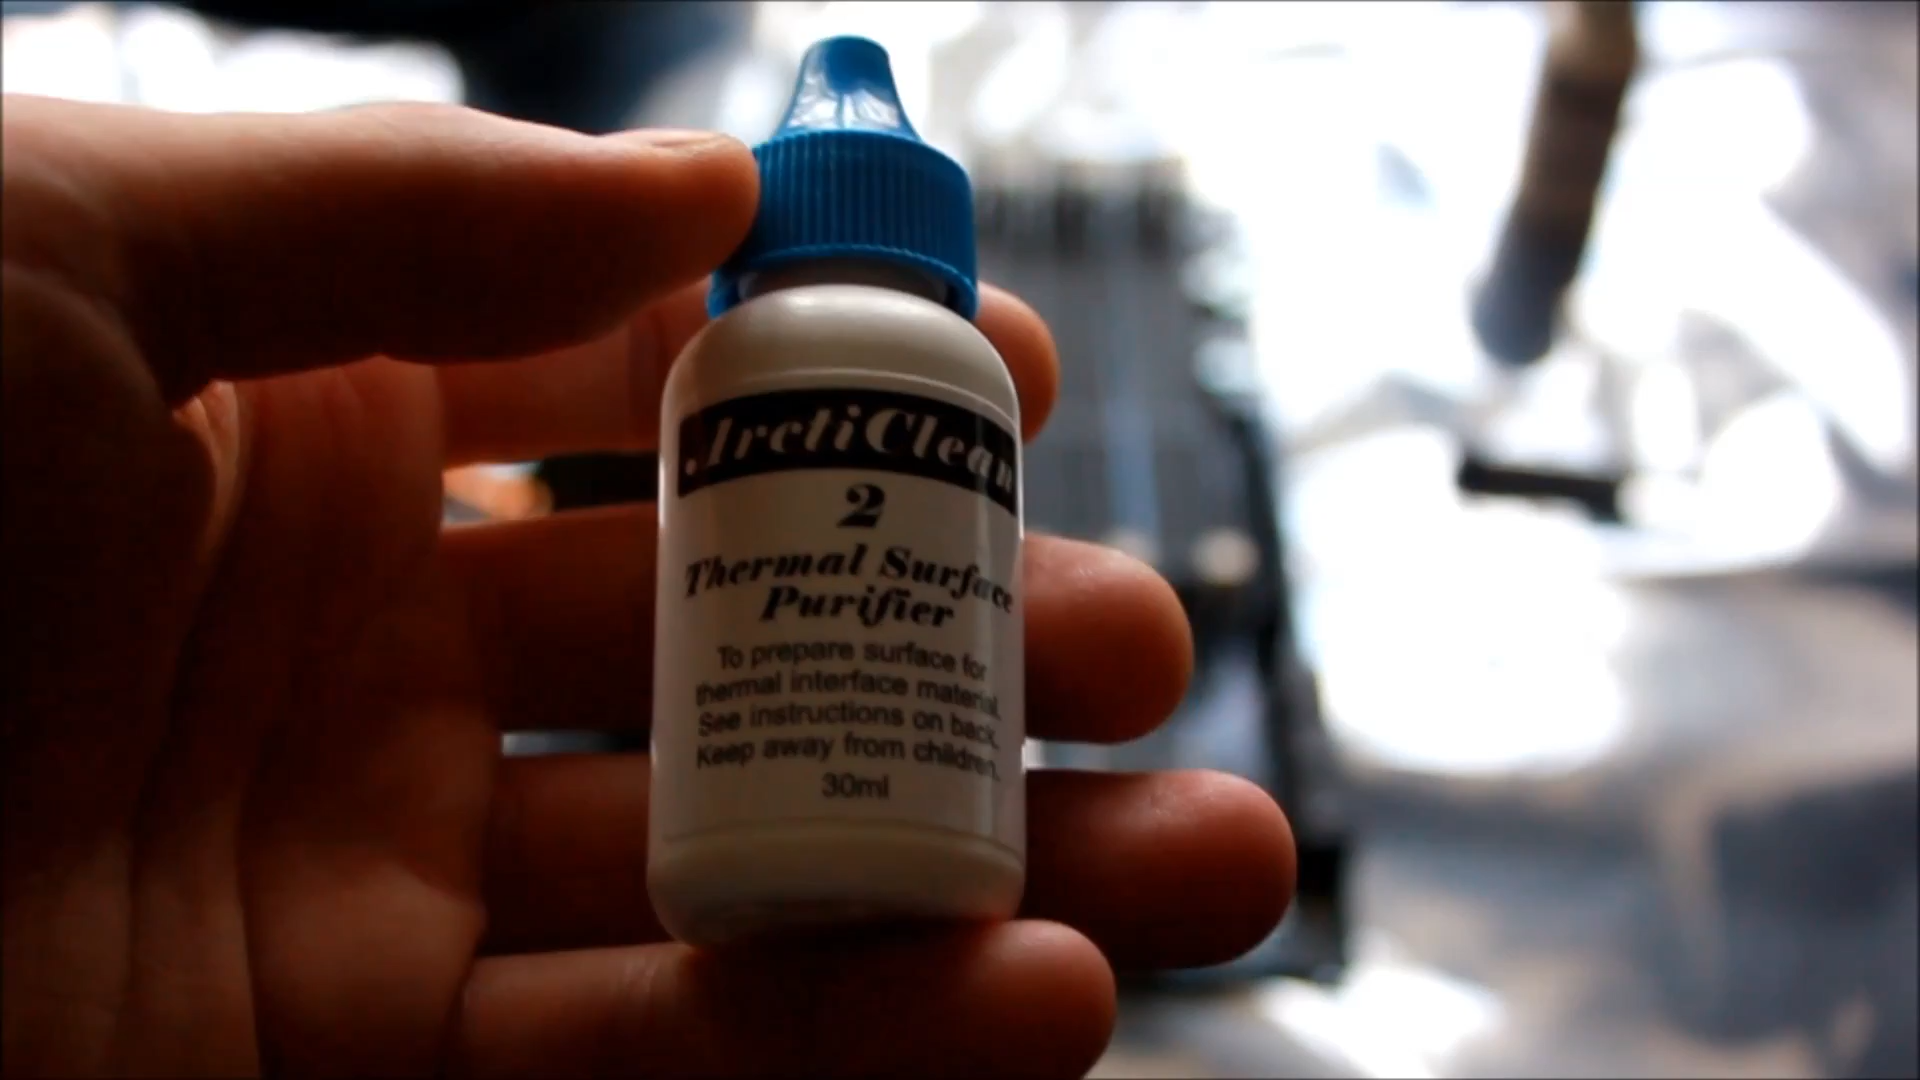 ArctiClean
2
Thermal Surface
Purifier
To prepare surface for
thermal interface material.
See instructions on back.
Keep away from children.
30ml